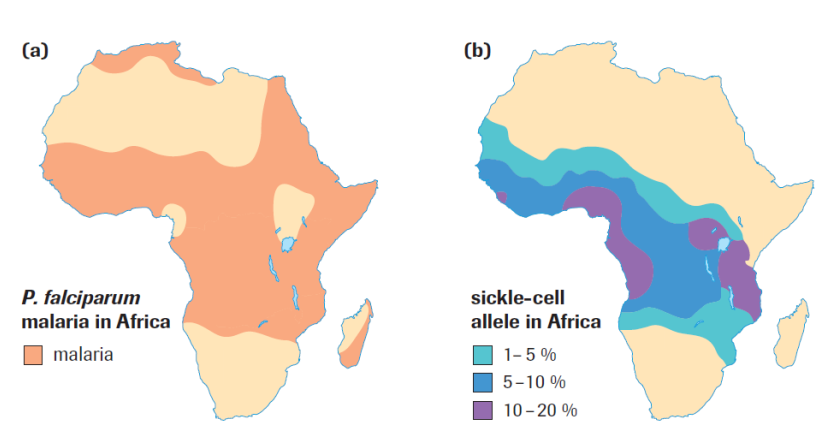 (a)
P. falciparum
malaria in Africa
malaria
(b)
sickle-cell
allele in Africa
1–5 %
5–10 %
10–20 %